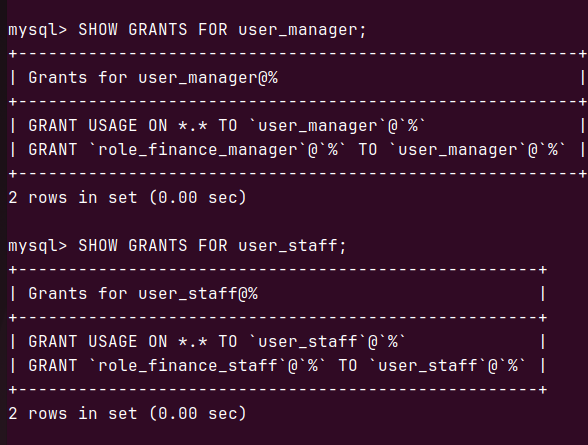 mysql> SHOW GRANTS FOR user_manager;
+---------------------------------------------------------+
| Grants for user_manager@%                               |
+---------------------------------------------------------+
| GRANT USAGE ON *.* TO `user_manager`@`%`                |
| GRANT `role_finance_manager`@`%` TO `user_manager`@`%` |
+---------------------------------------------------------+
2 rows in set (0.00 sec)

mysql> SHOW GRANTS FOR user_staff;
+-----------------------------------------------------+
| Grants for user_staff@%                             |
+-----------------------------------------------------+
| GRANT USAGE ON *.* TO `user_staff`@`%`              |
| GRANT `role_finance_staff`@`%` TO `user_staff`@`%` |
+-----------------------------------------------------+
2 rows in set (0.00 sec)